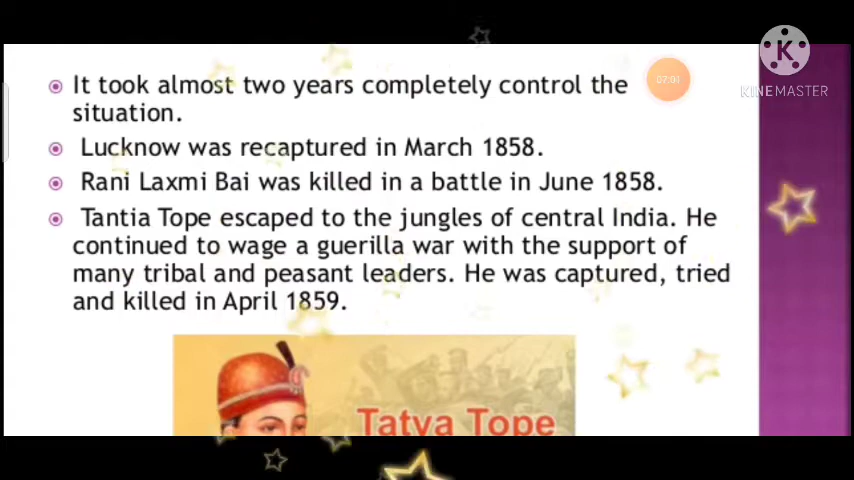 It took almost two years completely control the
situation.
Lucknow was recaptured in March 1858.
Rani Laxmi Bai was killed in a battle in June 1858.
Tantia Tope escaped to the jungles of central India. He
continued to wage a guerilla war with the support of
many tribal and peasant leaders. He was captured, tried
and killed in April 1859.
Tatya Tope
07:01
K
KINEMASTER